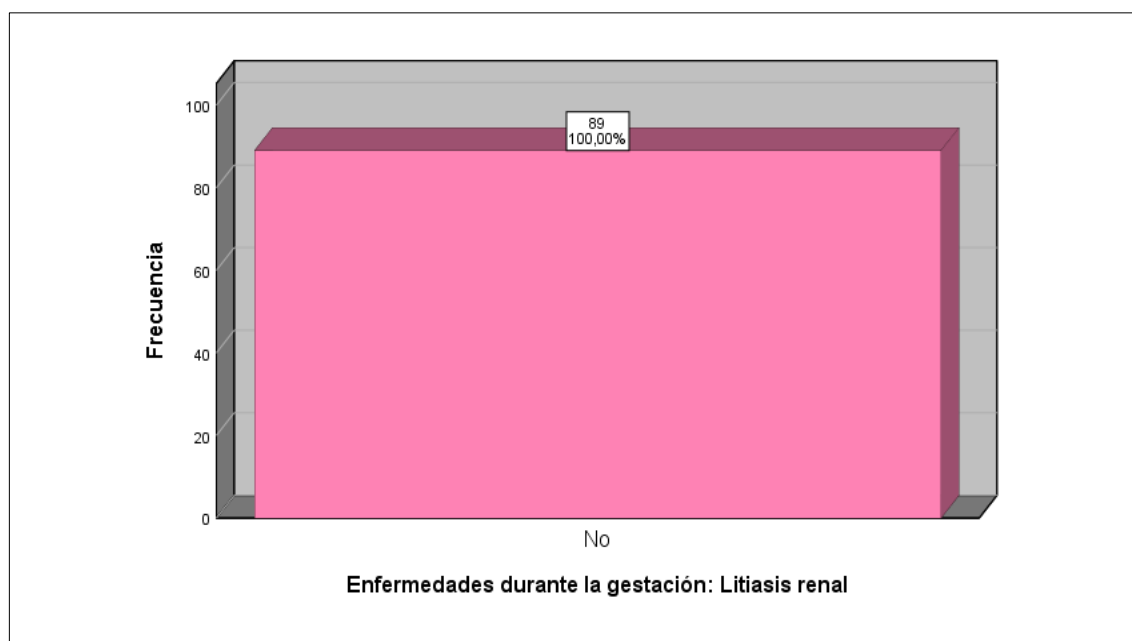 100
80
60
40
20
0
Frecuencia
89
100,00%
No
Enfermedades durante la gestación: Litiasis renal